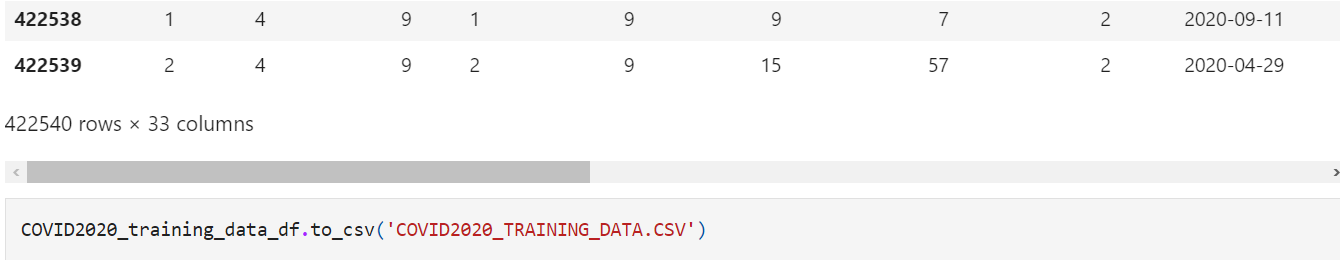 422538 1 4 9 1 9 9 7 2 2020-09-11
422539 2 4 9 2 9 15 57 2 2020-04-29
422540 rows × 33 columns
COVID2020_training_data_df.to_csv('COVID2020_TRAINING_DATA.CSV')